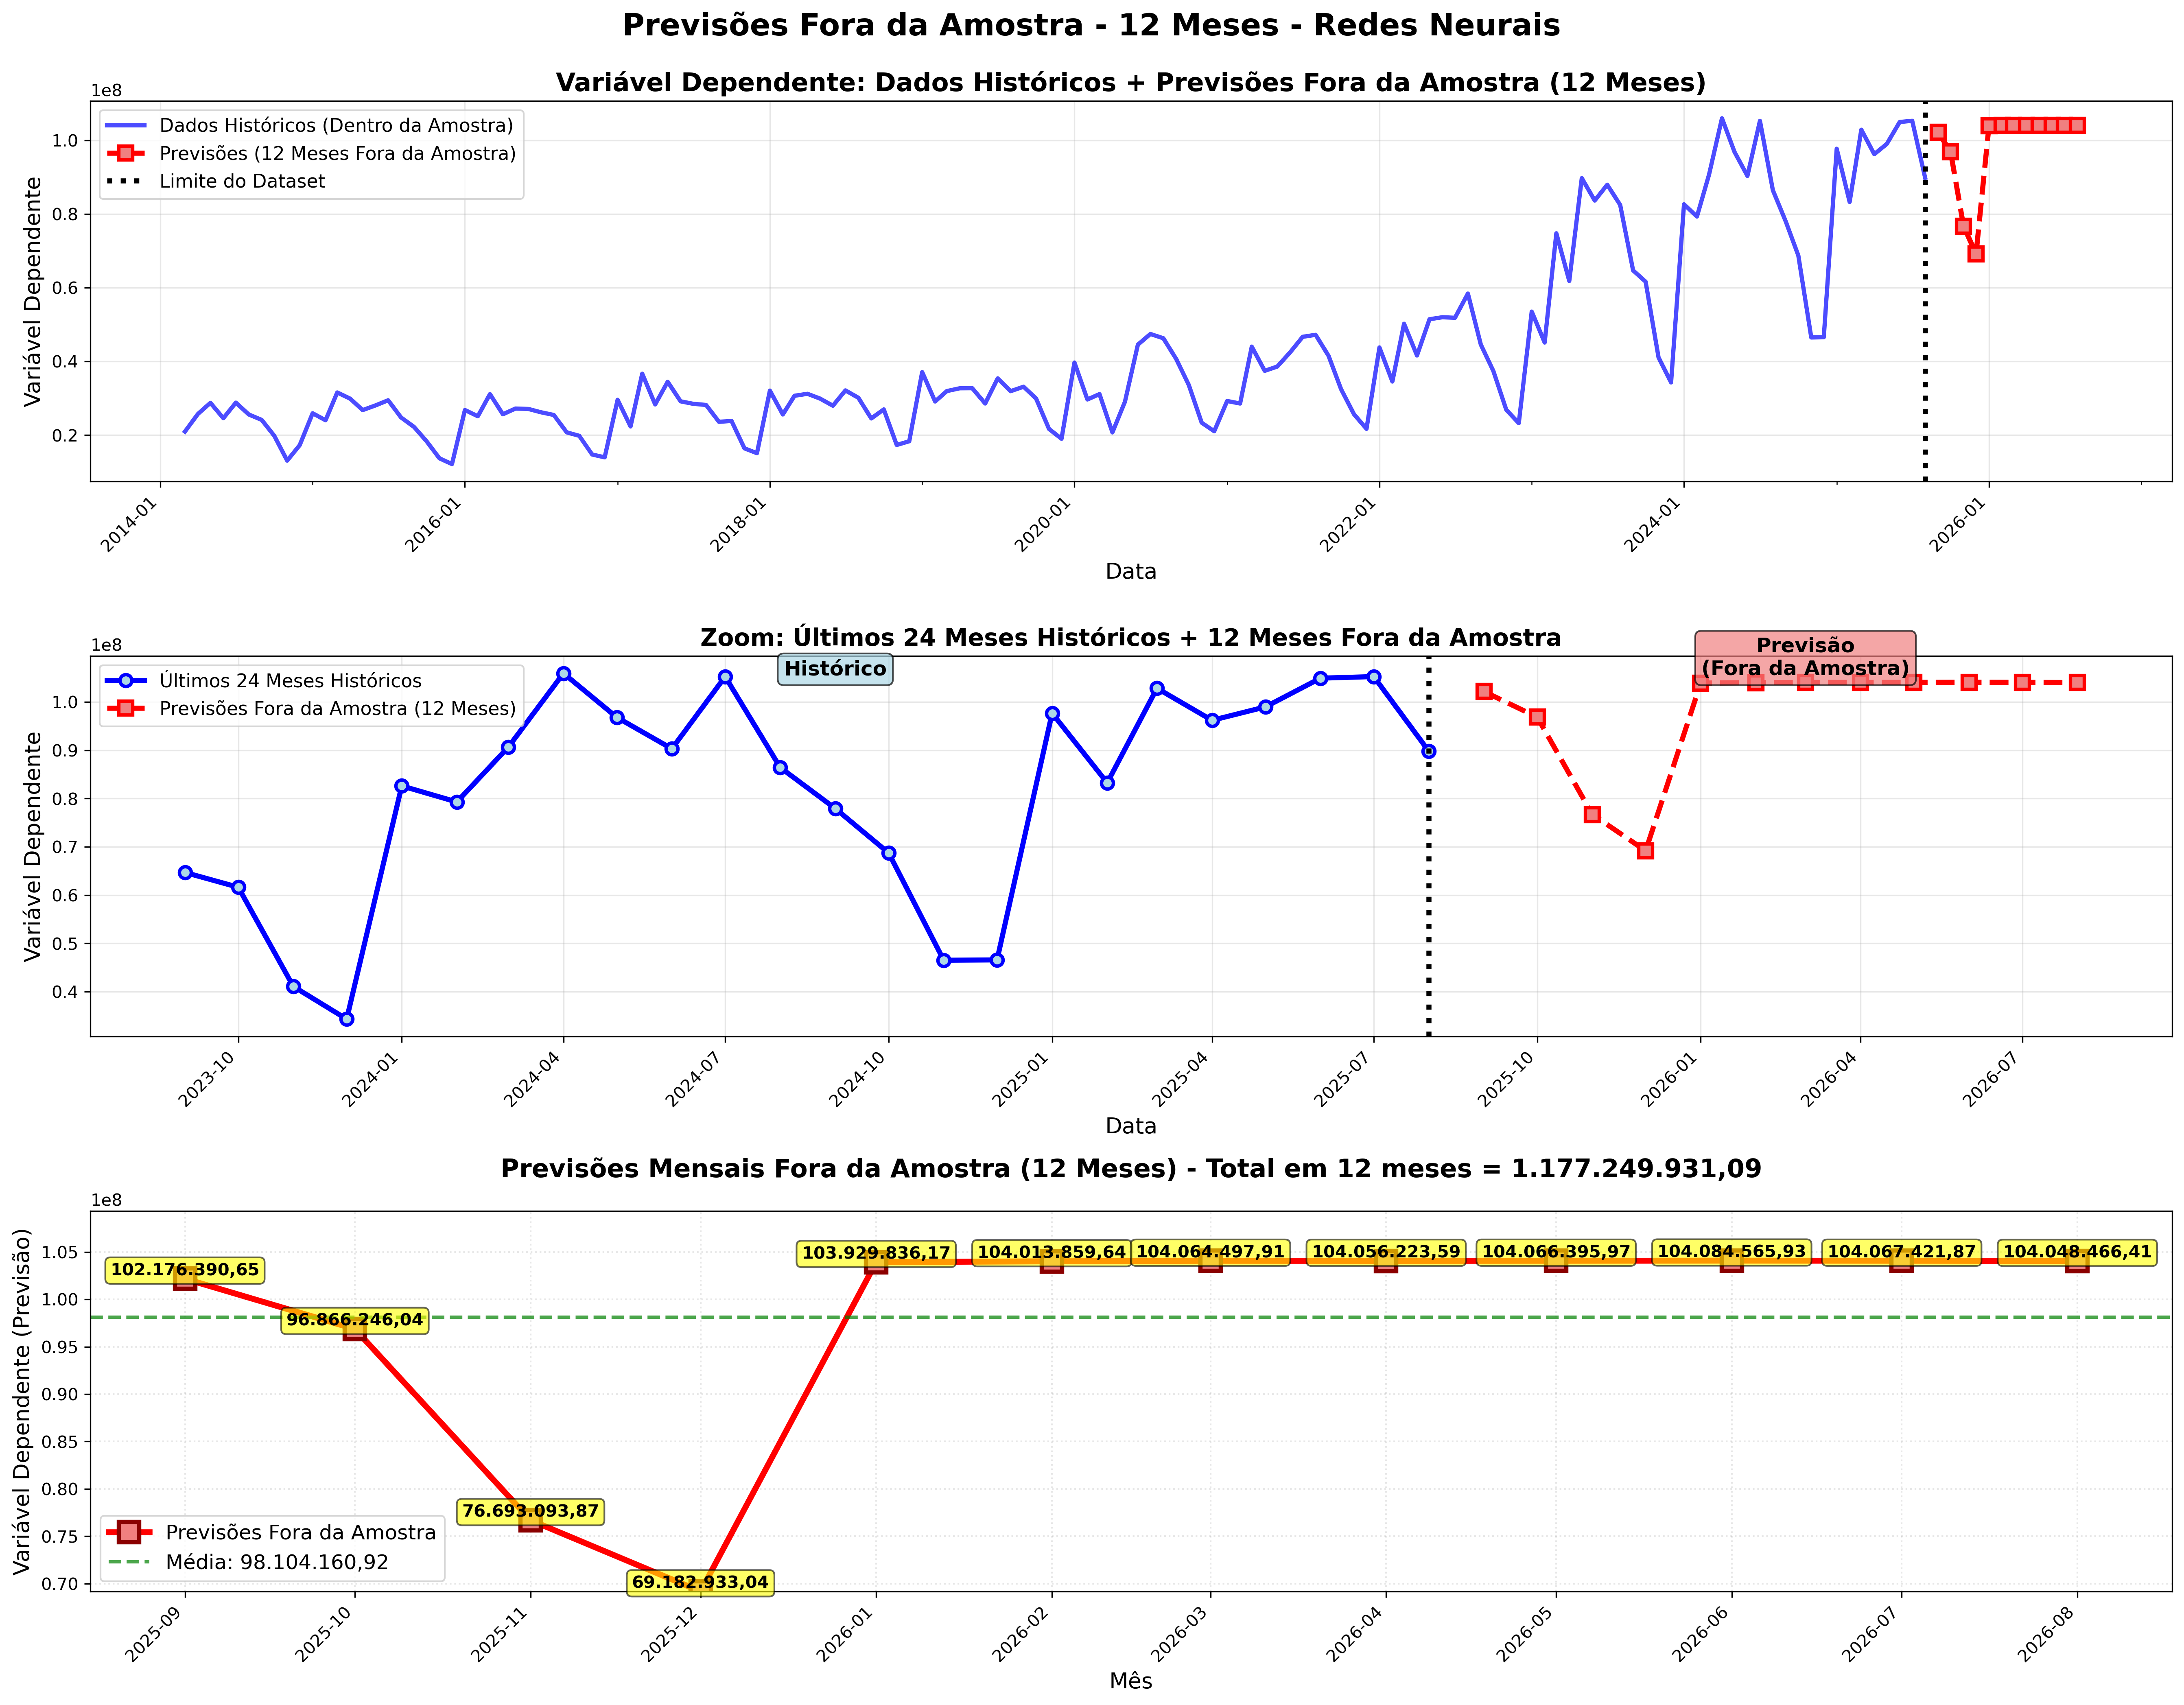 Previsões Fora da Amostra - 12 Meses - Redes Neurais
Variável Dependente: Dados Históricos + Previsões Fora da Amostra (12 Meses)
1e8
Dados Históricos (Dentro da Amostra)
Previsões (12 Meses Fora da Amostra)
Limite do Dataset
Variável Dependente
1.0
0.8
0.6
0.4
0.2
2014-01
2016-01
2018-01
2020-01
2022-01
2024-01
2026-01
Data
Zoom: Últimos 24 Meses Históricos + 12 Meses Fora da Amostra
1e8
Últimos 24 Meses Históricos
Previsões Fora da Amostra (12 Meses)
Histórico
Previsão
(Fora da Amostra)
Variável Dependente
1.0
0.9
0.8
0.7
0.6
0.5
0.4
2023-10
2024-01
2024-04
2024-07
2024-10
2025-01
2025-04
2025-07
2025-10
2026-01
2026-04
2026-07
Data
Previsões Mensais Fora da Amostra (12 Meses) - Total em 12 meses = 1.177.249.931,09
1e8
Variável Dependente (Previsão)
1.05
1.00
0.95
0.90
0.85
0.80
0.75
0.70
102.176.390,65
96.866.246,04
76.693.093,87
69.182.933,04
103.929.836,17
104.013.859,64
104.064.497,91
104.056.223,59
104.066.395,97
104.084.565,93
104.067.421,87
104.048.466,41
Previsões Fora da Amostra
Média: 98.104.160,92
2025-09
2025-10
2025-11
2025-12
2026-01
2026-02
2026-03
2026-04
2026-05
2026-06
2026-07
2026-08
Mês